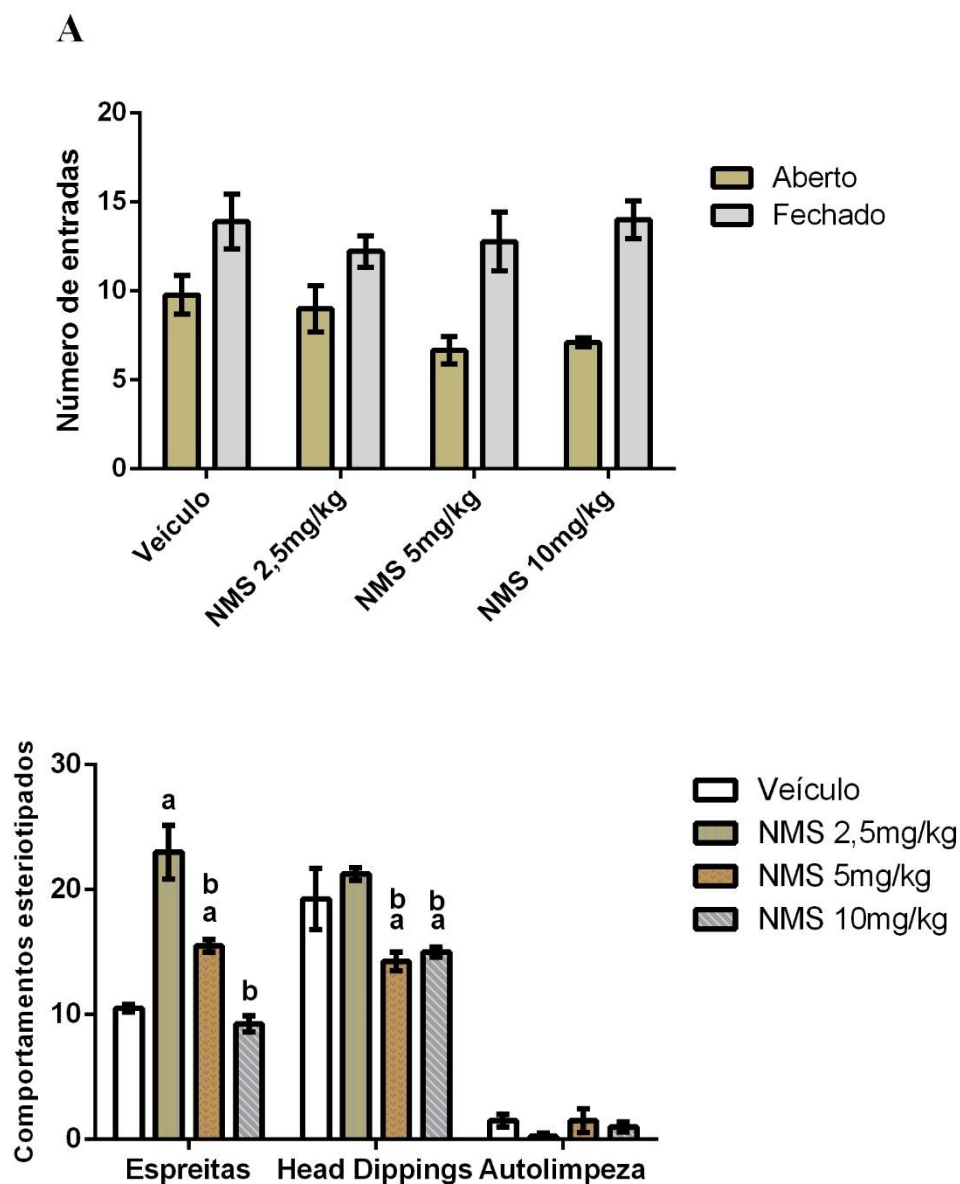 A
Número de entradas
20
15
10
5
0
Aberto
Fechado
Veículo
NMS 2,5mg/kg
NMS 5mg/kg
NMS 10mg/kg
Comportamentos esteriotipados
30
20
10
0
a
b
a
b
b
a
b
a
Veículo
NMS 2,5mg/kg
NMS 5mg/kg
NMS 10mg/kg
Espreitas Head Dippings Autolimpeza